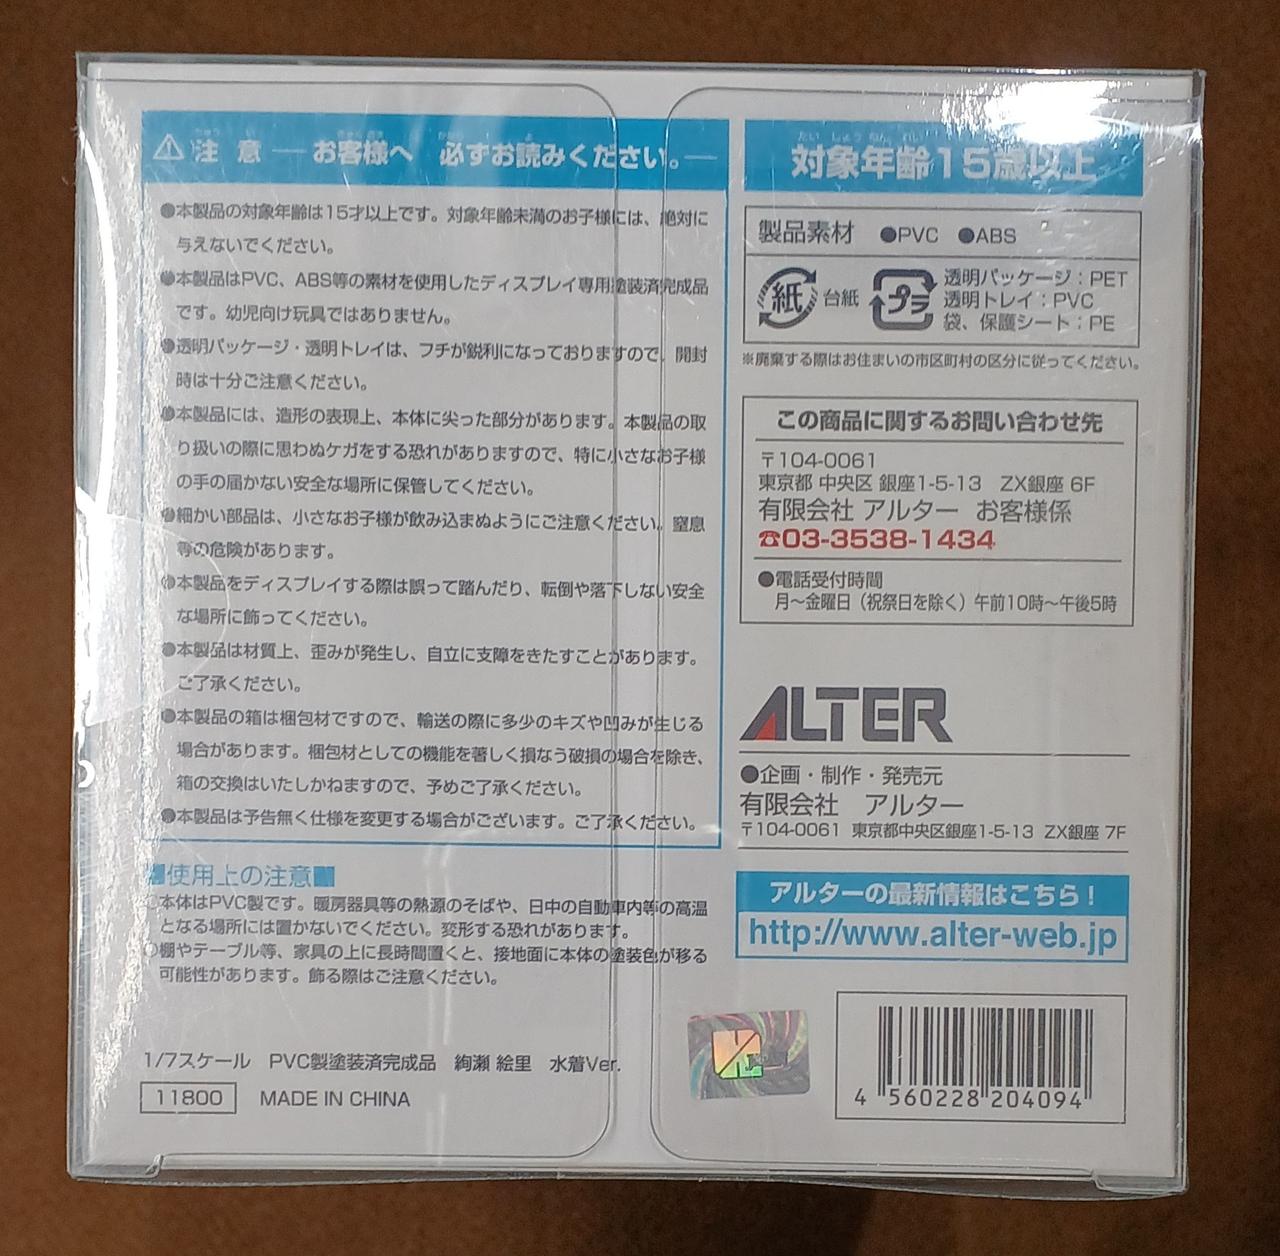 ⚠注意 ― お客様へ 必ずお読みください。―
●本製品の対象年齢は15才以上です。対象年齢未満のお子様には、絶対に
与えないでください。
●本製品はPVC、ABS等の素材を使用したディスプレイ専用塗装済完成品
です。幼児向け玩具ではありません。
●透明パッケージ・透明トレイは、フチが鋭利になっておりますので、開封
時は十分ご注意ください。
●本製品には、造形の表現上、本体に尖った部分があります。本製品の取
り扱いの際に思わぬケガをする恐れがありますので、特に小さなお子様
の手の届かない安全な場所に保管してください。
●細かい部品は、小さなお子様が飲み込まぬようにご注意ください。窒息
等の危険があります。
●本製品をディスプレイする際は誤って踏んだり、転倒や落下しない安全
な場所に飾ってください。
●本製品は材質上、歪みが発生し、自立に支障をきたすことがあります。
ご了承ください。
●本製品の箱は梱包材ですので、輸送の際に多少のキズや凹みが生じる
場合があります。梱包材としての機能を著しく損なう破損の場合を除き、
箱の交換はいたしかねますので、予めご了承ください。
●本製品は予告無く仕様を変更する場合がございます。ご了承ください。
■使用上の注意■
○本体はPVC製です。暖房器具等の熱源のそばや、日中の自動車内等の高温
となる場所には置かないでください。変形する恐れがあります。
○棚やテーブル等、家具の上に長時間置くと、接地面に本体の塗装色が移る
可能性があります。飾る際はご注意ください。
1/7スケール PVC製塗装済完成品 絢瀬 絵里 水着Ver.
11800 MADE IN CHINA
たいしょうねんれい
対象年齢15歳以上
製品素材 ●PVC ●ABS
紙 台紙
プラ
透明パッケージ：PET
透明トレイ：PVC
袋、保護シート：PE
※廃棄する際はお住まいの市区町村の区分に従ってください。
この商品に関するお問い合わせ先
〒104-0061
東京都 中央区 銀座1-5-13 ZX銀座 6F
有限会社 アルター お客様係
☎03-3538-1434
●電話受付時間
月～金曜日（祝祭日を除く）午前10時～午後5時
ALTER
●企画・制作・発売元
有限会社 アルター
〒104-0061 東京都中央区銀座1-5-13 ZX銀座 7F
アルターの最新情報はこちら！
http://www.alter-web.jp
4 560228 204094